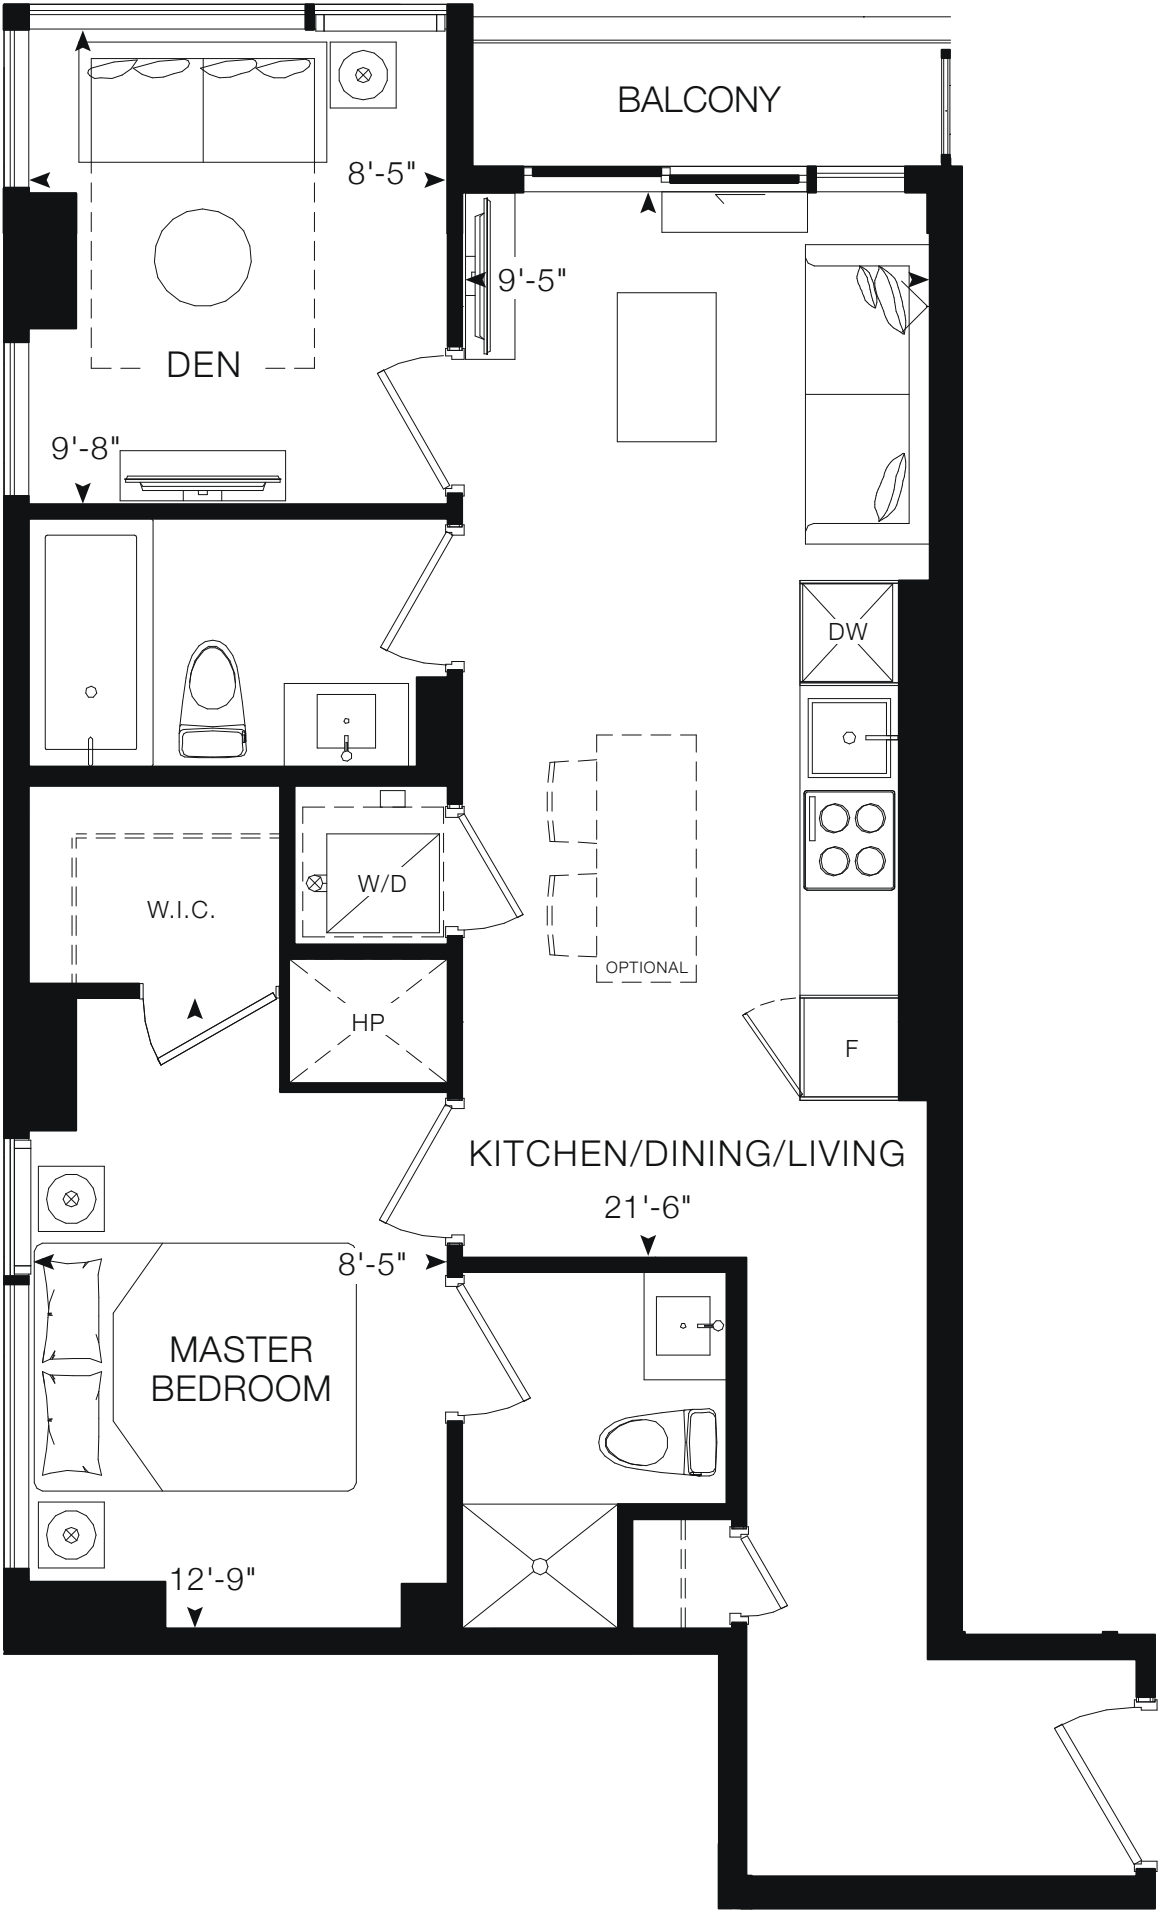 BALCONY
8'-5"
9'-5"
DEN
9'-8"
DW
W/D
W.I.C.
OPTIONAL
HP
F
KITCHEN/DINING/LIVING
21'-6"
8'-5"
MASTER
BEDROOM
12'-9"